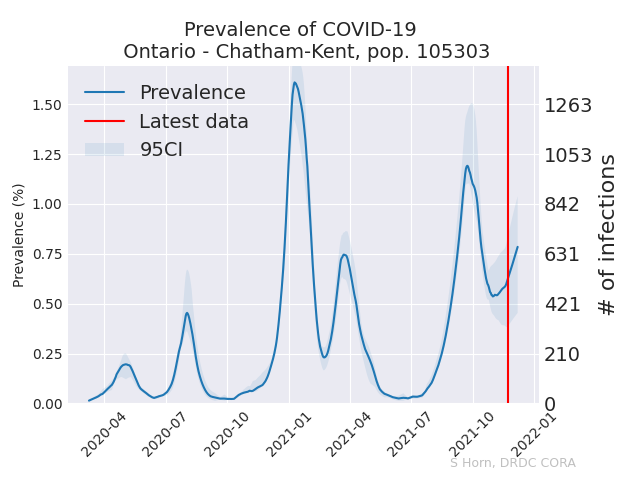 Prevalence of COVID-19
Ontario - Chatham-Kent, pop. 105303
Prevalence
Latest data
95CI
Prevalence (%)
1.50
1.25
1.00
0.75
0.50
0.25
0.00
1263
1053
842
631
421
210
0
# of infections
2020-04
2020-07
2020-10
2021-01
2021-04
2021-07
2021-10
2022-01
S Horn, DRDC CORA